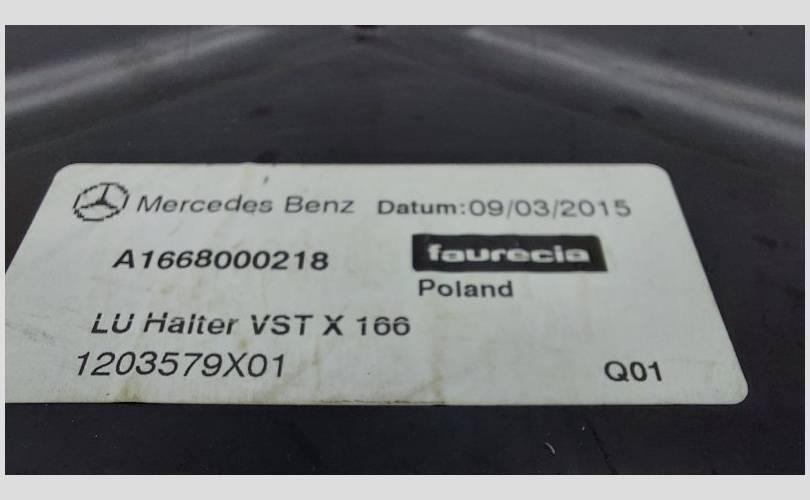 Mercedes Benz Datum:09/03/2015
A1668000218 faurecia
Poland
LU Halter VST X 166
1203579X01 Q01